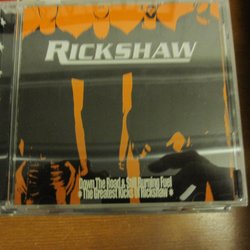 RICKSHAW
Down The Road & Still Burning Fuel
*The Greatest Kicks of Rickshaw*